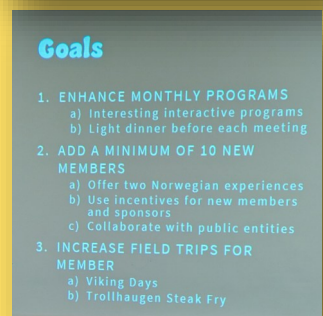 Goals
1. ENHANCE MONTHLY PROGRAMS
a) Interesting interactive programs
b) Light dinner before each meeting
2. ADD A MINIMUM OF 10 NEW
MEMBERS
a) Offer two Norwegian experiences
b) Use incentives for new members
and sponsors
c) Collaborate with public entities
3. INCREASE FIELD TRIPS FOR
MEMBER
a) Viking Days
b) Trollhaugen Steak Fry